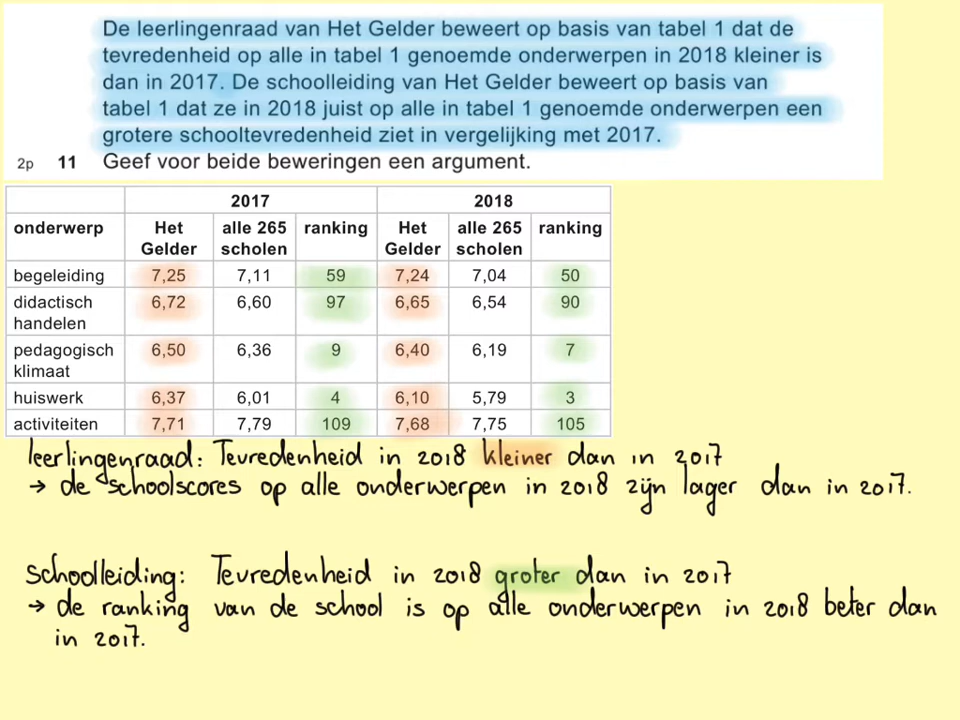 De leerlingenraad van Het Gelder beweert op basis van tabel 1 dat de
tevredenheid op alle in tabel 1 genoemde onderwerpen in 2018 kleiner is
dan in 2017. De schoolleiding van Het Gelder beweert op basis van
tabel 1 dat ze in 2018 juist op alle in tabel 1 genoemde onderwerpen een
grotere schooltevredenheid ziet in vergelijking met 2017.
2p 11 Geef voor beide beweringen een argument.
2017 2018
onderwerp Het Gelder alle 265 scholen ranking Het Gelder alle 265 scholen ranking
begeleiding 7,25 7,11 59 7,24 7,04 50
didactisch handelen 6,72 6,60 97 6,65 6,54 90
pedagogisch klimaat 6,50 6,36 9 6,40 6,19 7
huiswerk 6,37 6,01 4 6,10 5,79 3
activiteiten 7,71 7,79 109 7,68 7,75 105
leerlingenraad: Tevredenheid in 2018 kleiner dan in 2017
→ de schoolscores op alle onderwerpen in 2018 zijn lager dan in 2017.
schoolleiding: Tevredenheid in 2018 groter dan in 2017
→ de ranking van de school is op alle onderwerpen in 2018 beter dan
in 2017.